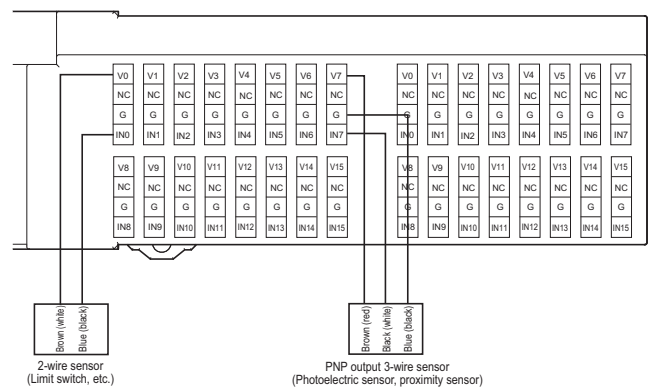 V0 V1 V2 V3 V4 V5 V6 V7 V0 V1 V2 V3 V4 V5 V6 V7
NC NC NC NC NC NC NC NC NC NC NC NC NC NC NC NC
G G G G G G G G G G G G G G G G
IN0 IN1 IN2 IN3 IN4 IN5 IN6 IN7 IN0 IN1 IN2 IN3 IN4 IN5 IN6 IN7
V8 V9 V10 V11 V12 V13 V14 V15 V8 V9 V10 V11 V12 V13 V14 V15
NC NC NC NC NC NC NC NC NC NC NC NC NC NC NC NC
G G G G G G G G G G G G G G G G
IN8 IN9 IN10 IN11 IN12 IN13 IN14 IN15 IN8 IN9 IN10 IN11 IN12 IN13 IN14 IN15
Brown (white)
Blue (black)
2-wire sensor
(Limit switch, etc.)
Brown (red)
Black (white)
Blue (black)
PNP output 3-wire sensor
(Photoelectric sensor, proximity sensor)